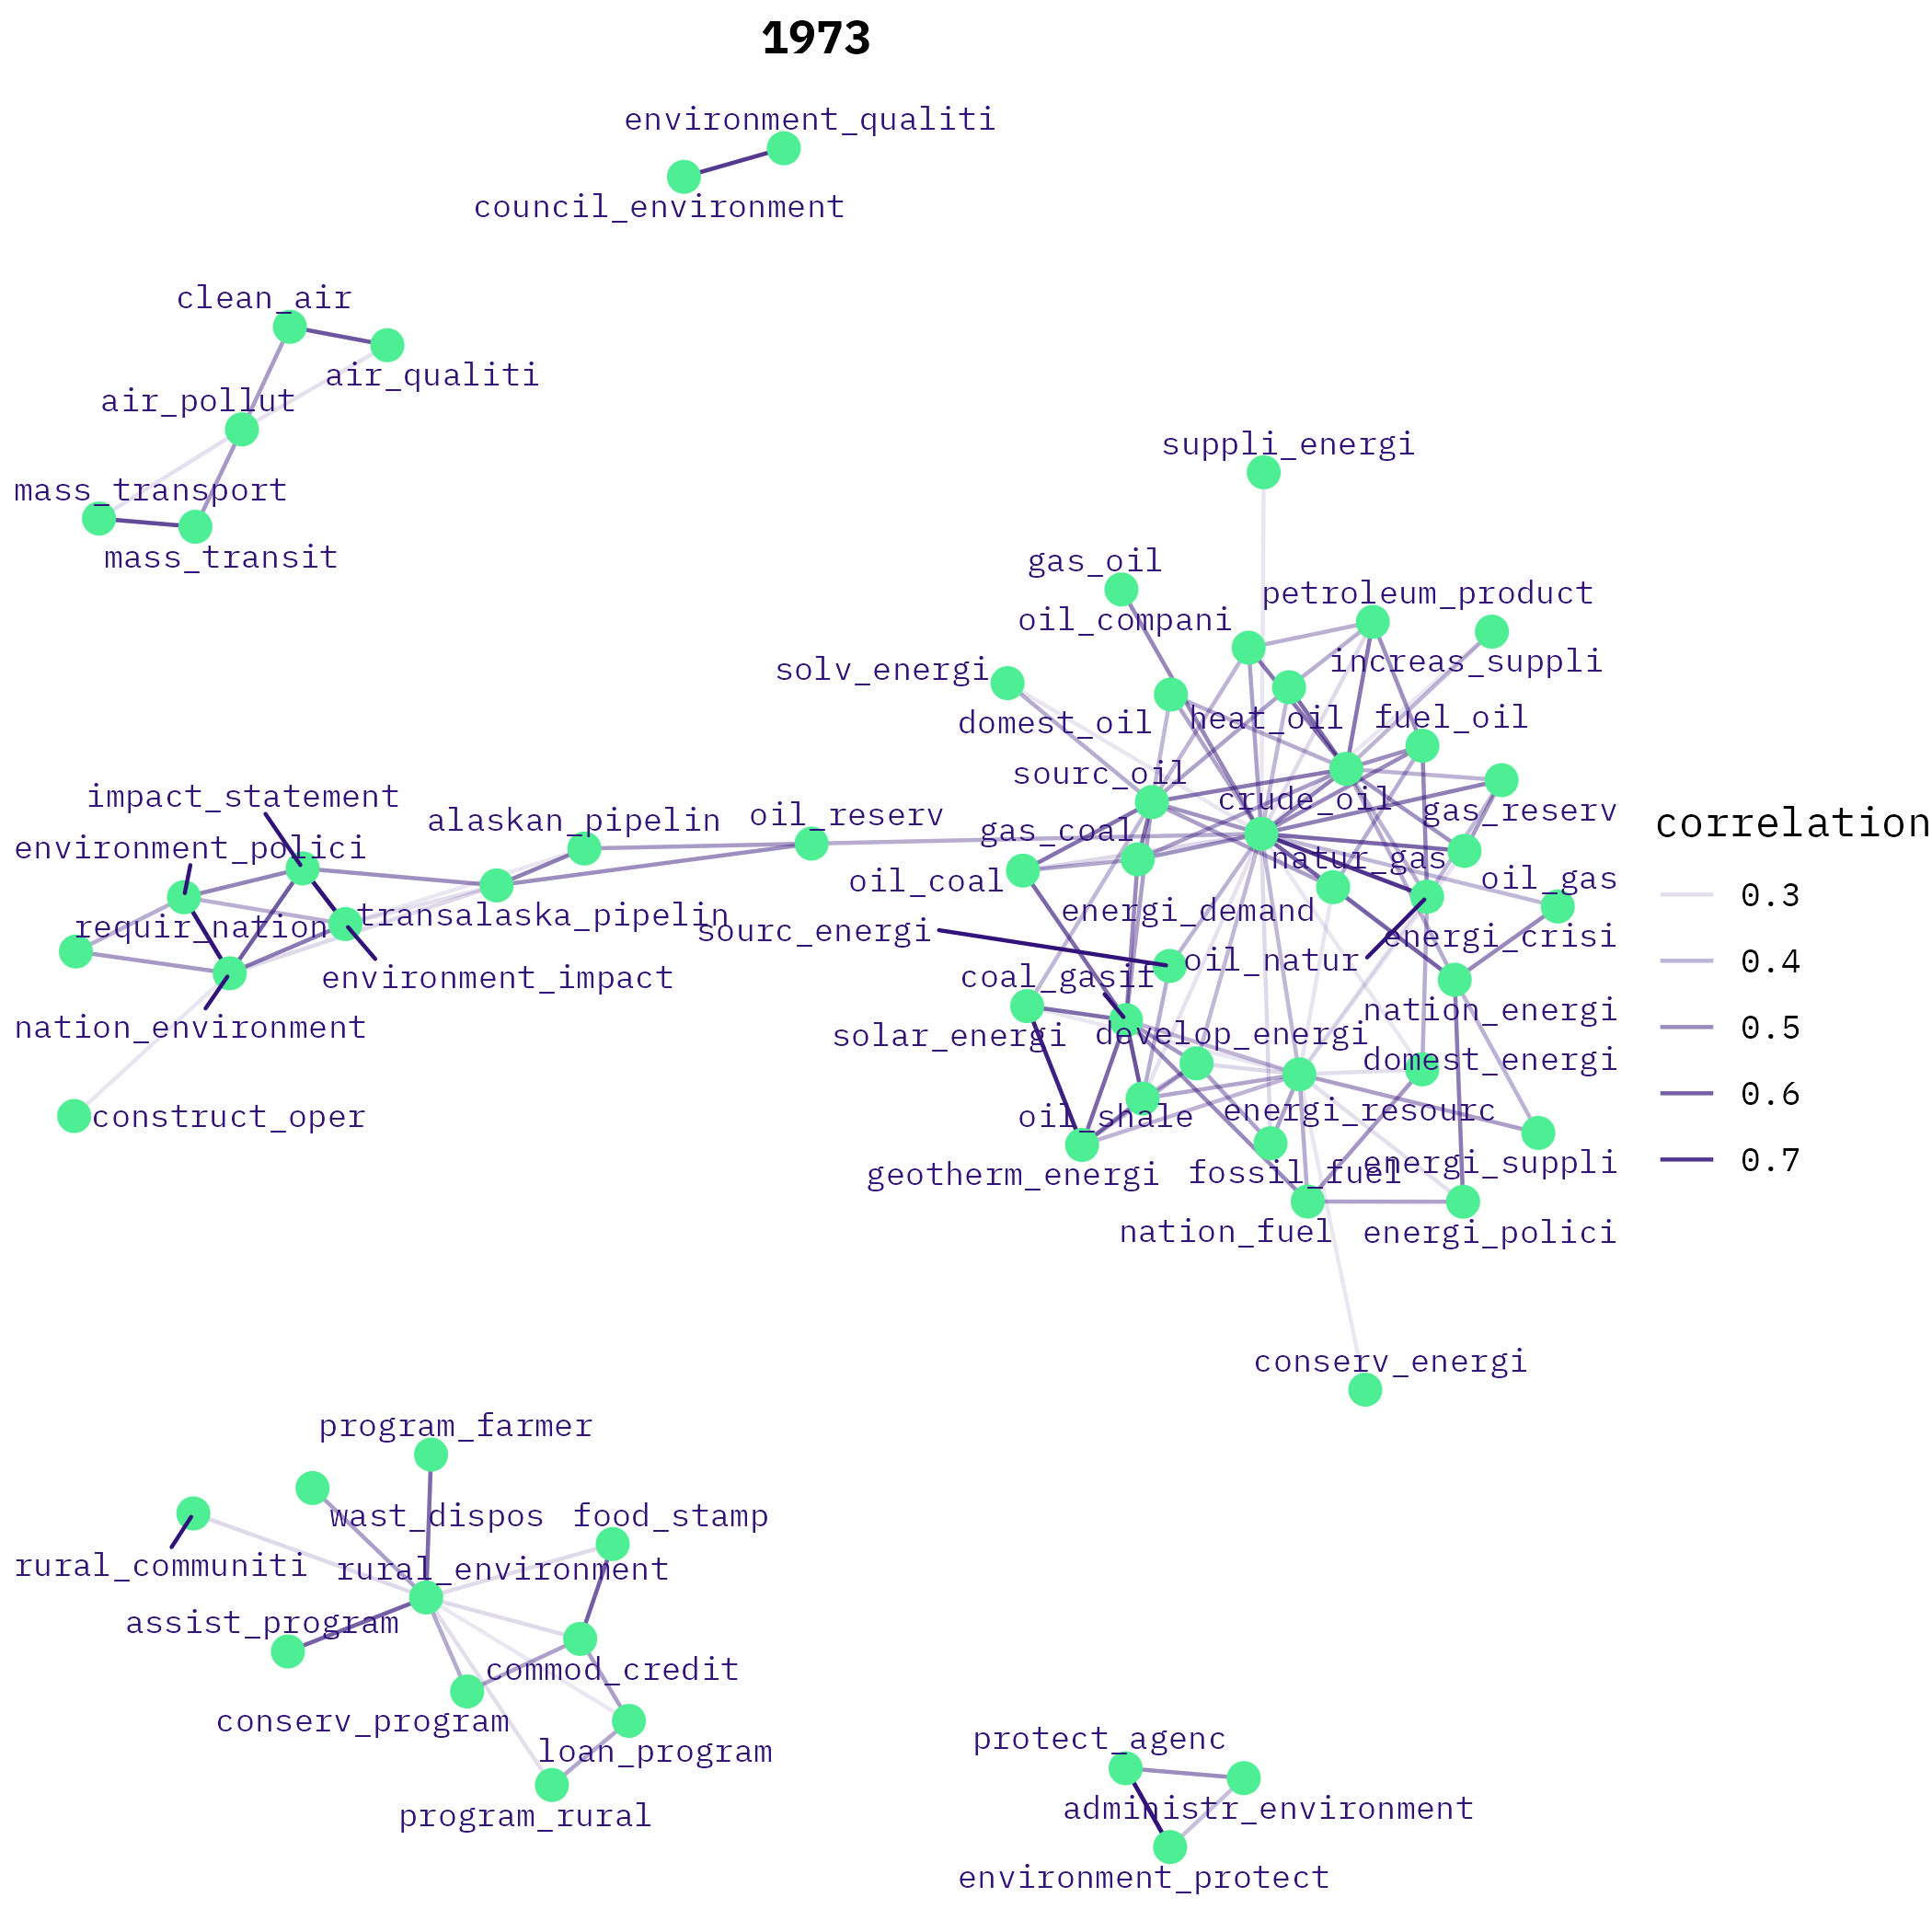 1973
environment_qualiti
council_environment
clean_air
air_qualiti
air_pollut
mass_transport
mass_transit
suppli_energi
gas_oil
petroleum_product
oil_compani
increas_suppli
solv_energi
domest_oil
heat_oil
fuel_oil
sourc_oil
crude_oil
gas_reserv
impact_statement
alaskan_pipelin
oil_reserv
gas_coal
environment_polici
natur_gas
oil_coal
oil_gas
requir_nation
transalaska_pipelin
energi_demand
sourc_energi
energi_crisi
oil_natur
environment_impact
coal_gasif
nation_energi
nation_environment
solar_energi
develop_energi
domest_energi
construct_oper
oil_shale
energi_resourc
geotherm_energi
fossil_fuel
energi_suppli
nation_fuel
energi_polici
conserv_energi
correlation
0.3
0.4
0.5
0.6
0.7
program_farmer
wast_dispos
food_stamp
rural_communiti
rural_environment
assist_program
commod_credit
conserv_program
loan_program
program_rural
protect_agenc
administr_environment
environment_protect